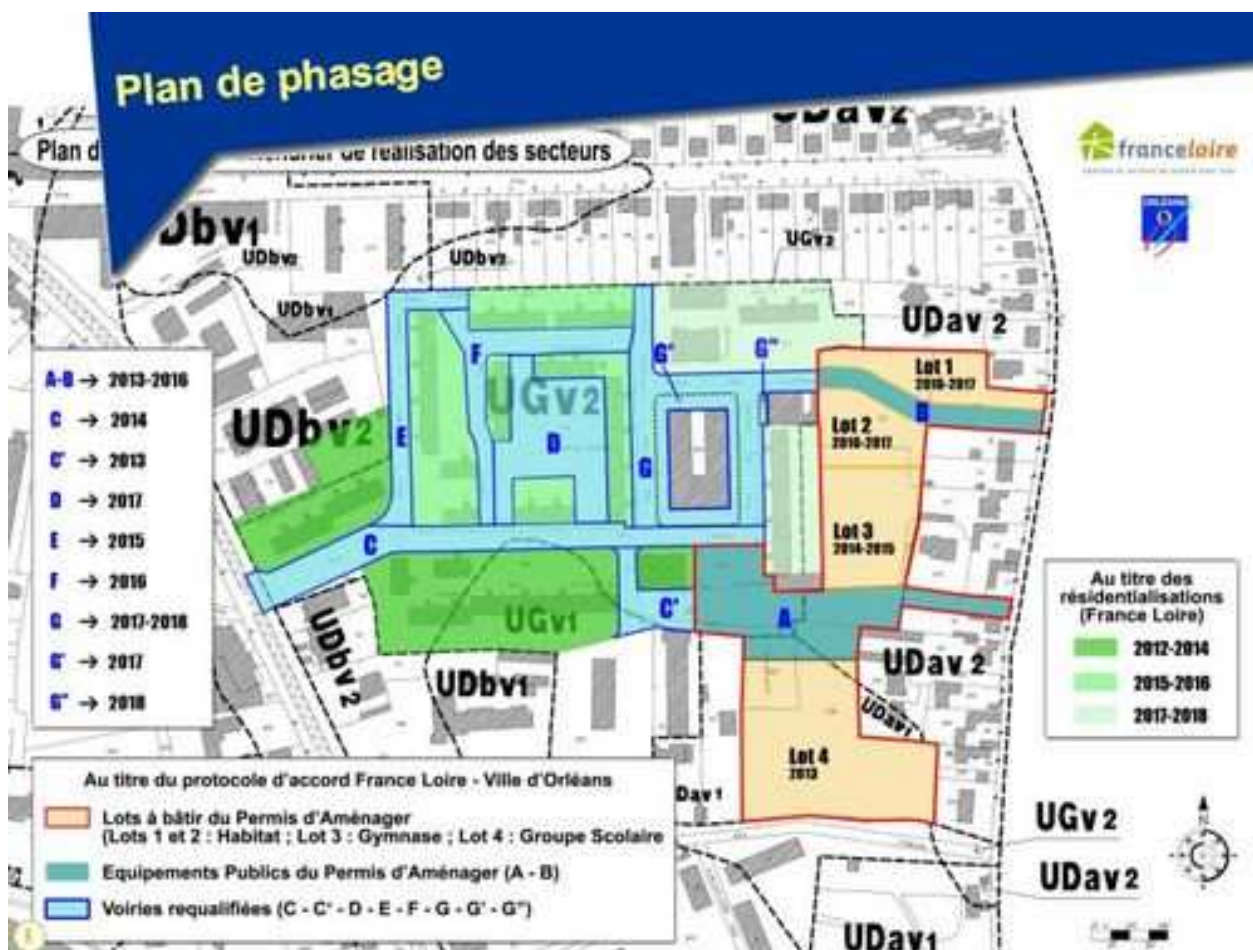 Plan de phasage
Plan d
de réalisation des secteurs
UDav2
franceloire
ORLÉANS
UDbv1
UDbv2
UDbv2
UGv2
UDbv1
UDav 2
A-B → 2013-2016
C → 2014
C' → 2013
D → 2017
E → 2015
F → 2016
G → 2017-2018
G' → 2017
G'' → 2018
UDbv2
E
F
UGv2
D
G
G'
G''
C
Lot 1
2016-2017
B
Lot 2
2016-2017
Lot 3
2014-2015
UGv1
C'
A
UDbv 2
UDbv1
UDav 2
UDav1
Lot 4
2013
Dav1
Au titre des
résidentialisations
(France Loire)
2012-2014
2015-2016
2017-2018
Au titre du protocole d'accord France Loire - Ville d'Orléans
Lots à bâtir du Permis d'Aménager
(Lots 1 et 2 : Habitat ; Lot 3 : Gymnase ; Lot 4 : Groupe Scolaire
Equipements Publics du Permis d'Aménager (A - B)
Voiries requalifiées (C - C' - D - E - F - G - G' - G'')
UGv2
UDav2
UDav1